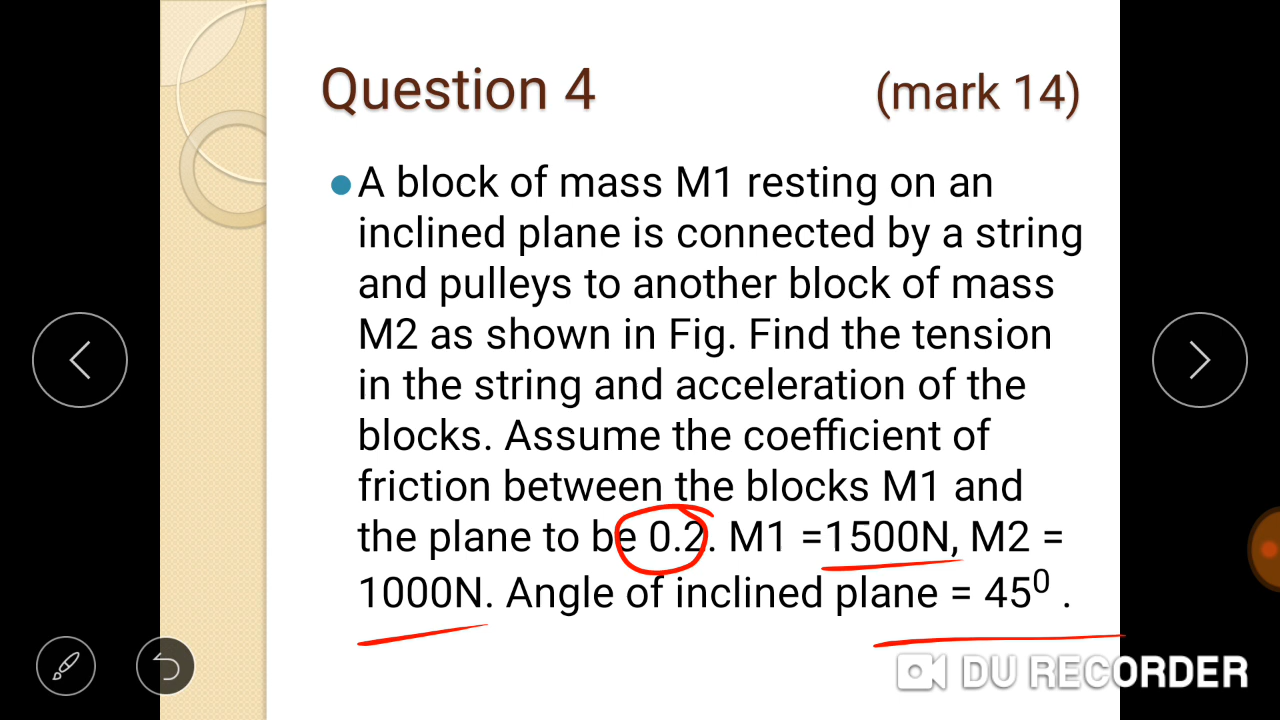 Question 4 (mark 14)
A block of mass M1 resting on an
inclined plane is connected by a string
and pulleys to another block of mass
M2 as shown in Fig. Find the tension
in the string and acceleration of the
blocks. Assume the coefficient of
friction between the blocks M1 and
the plane to be 0.2. M1 =1500N, M2 =
1000N. Angle of inclined plane = 45⁰ .
DU RECORDER